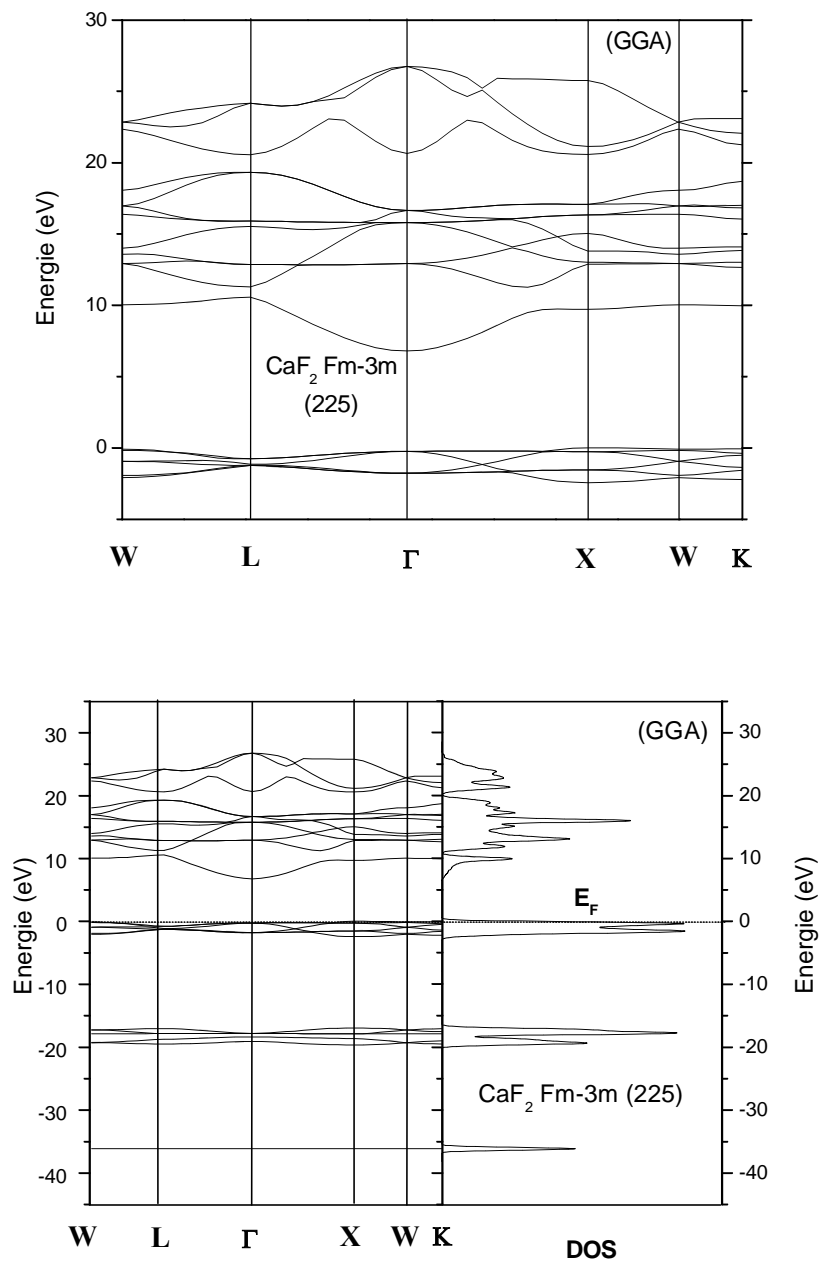 30
(GGA)
20
Energie (eV)
10
CaF2 Fm-3m
(225)
0
W L Γ X W K
30 (GGA) 30
20 20
10 10
Energie (eV) EF Energie (eV)
0 0
-10 -10
-20 -20
CaF2 Fm-3m (225)
-30 -30
-40 -40
W L Γ X W K
DOS